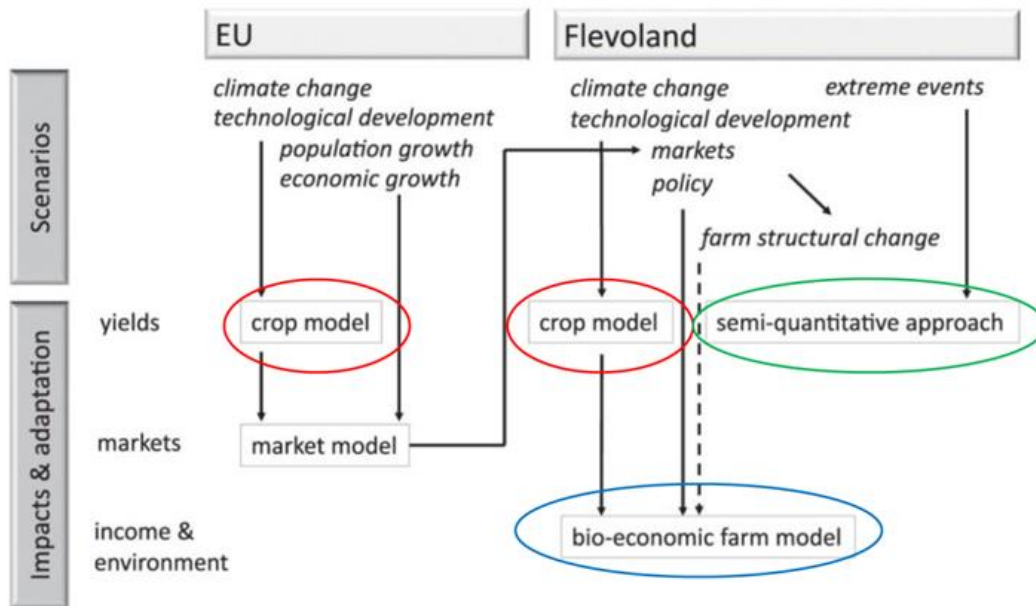 EU
Flevoland
Scenarios
climate change
technological development
population growth
economic growth
climate change
technological development
markets
policy
extreme events
farm structural change
Impacts & adaptation
yields
crop model
crop model
semi-quantitative approach
markets
market model
income &
environment
bio-economic farm model